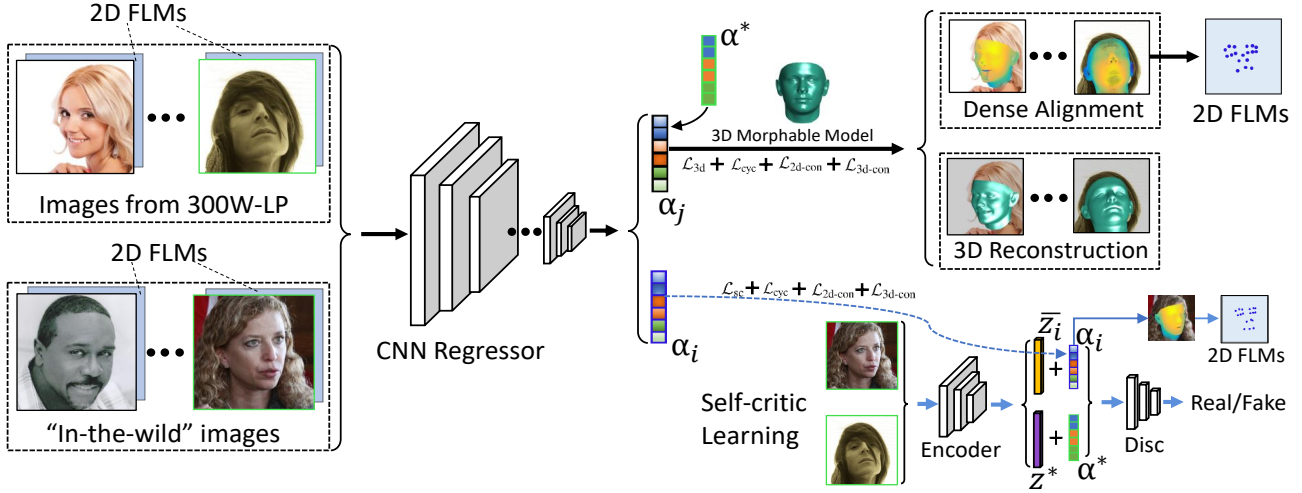 2D FLMs
Images from 300W-LP
2D FLMs
"In-the-wild" images
CNN Regressor
α*
3D Morphable Model
ℒ3d + ℒcyc + ℒ2d-con + ℒ3d-con
αj
αi
Dense Alignment
2D FLMs
3D Reconstruction
ℒsc + ℒcyc + ℒ2d-con + ℒ3d-con
Self-critic
Learning
Encoder
z̅i
+
αi
2D FLMs
+
z*
α*
Disc
Real/Fake